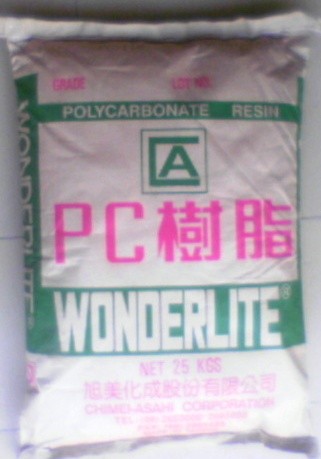 GRADE LOT NO.
POLYCARBONATE RESIN
CA
PC樹脂
WONDERLITE®
NET 25 KGS
旭美化成股份有限公司
CHIMEI-ASAHI CORPORATION
WONDERLITE